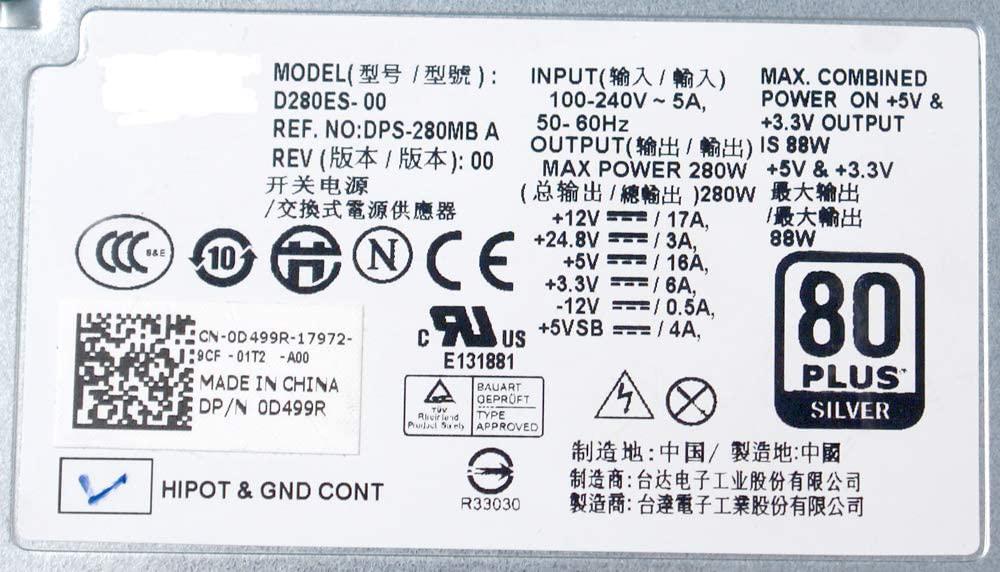 MODEL(型号 / 型號) :
D280ES- 00
REF. NO:DPS-280MB A
REV (版本 / 版本): 00
开关电源
/交換式電源供應器
INPUT(输入 / 輸入)
100-240V ~ 5A,
50- 60Hz
OUTPUT(输出 / 輸出)
MAX POWER 280W
(总输出 / 總輸出 )280W
+12V / 17A,
+24.8V / 3A,
+5V / 16A,
+3.3V / 6A,
-12V / 0.5A,
+5VSB / 4A,
MAX. COMBINED
POWER ON +5V &
+3.3V OUTPUT
IS 88W
+5V & +3.3V
最大输出
/最大輸出
88W
CCC S&E
10
N
CE
C UL US
E131881
80
PLUS
SILVER
CN-0D499R-17972-
9CF -01T2 -A00
MADE IN CHINA
DP/N 0D499R
TÜV
Rheinland
Product Safety
BAUART
GEPRÜFT
TYPE
APPROVED
HIPOT & GND CONT
R33030
制造地: 中国 / 製造地:中國
制造商: 台达电子工业股份有限公司
製造商: 台達電子工業股份有限公司